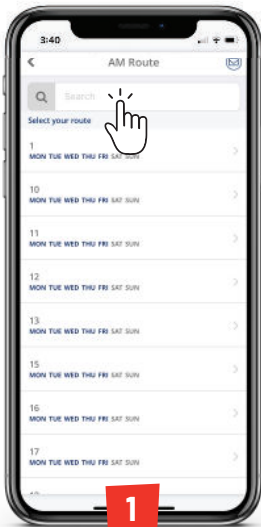 3:40
AM Route
Search
Select your route
1
MON TUE WED THU FRI SAT SUN
10
MON TUE WED THU FRI SAT SUN
11
MON TUE WED THU FRI SAT SUN
12
MON TUE WED THU FRI SAT SUN
13
MON TUE WED THU FRI SAT SUN
15
MON TUE WED THU FRI SAT SUN
16
MON TUE WED THU FRI SAT SUN
17
MON TUE WED THU FRI SAT SUN
1